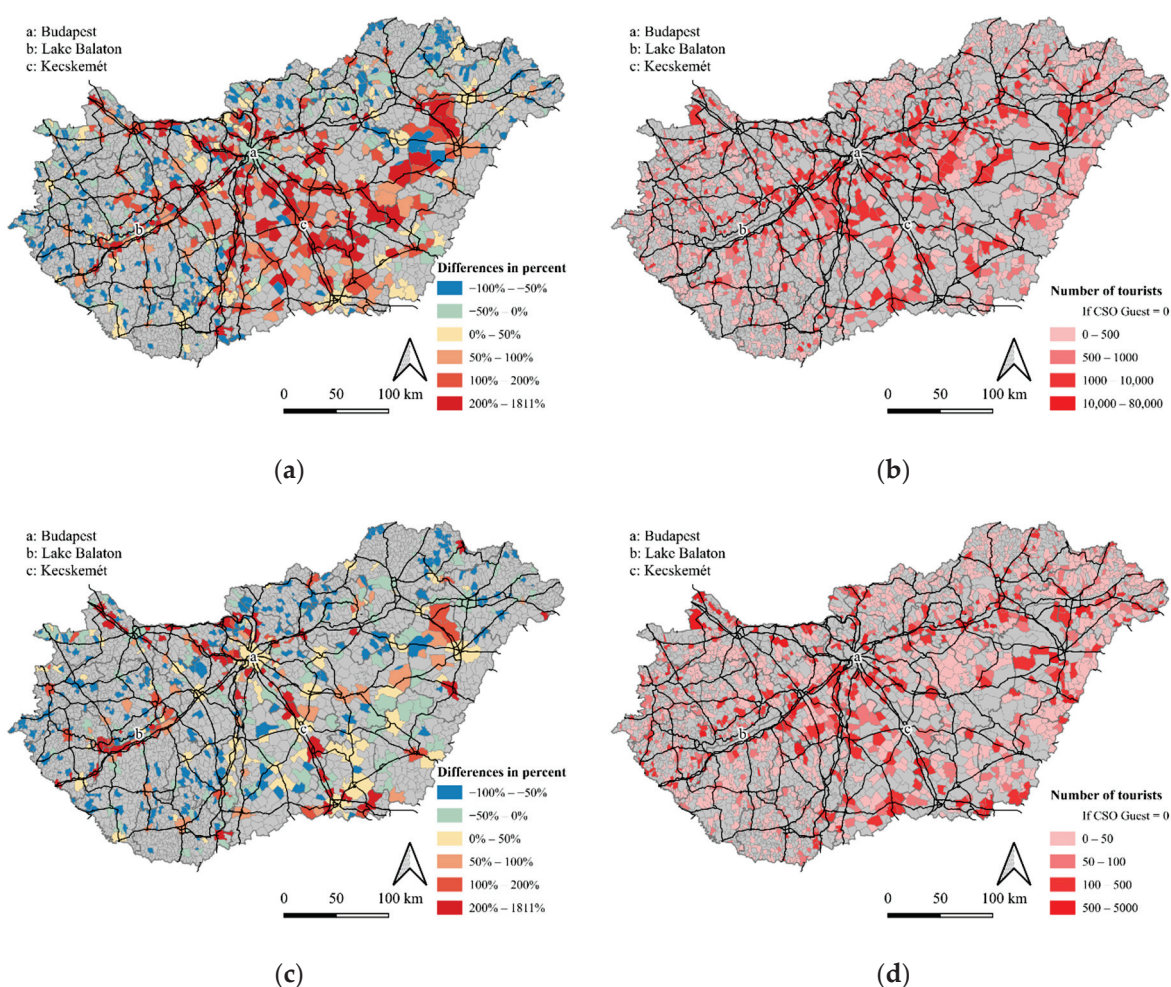 a: Budapest
b: Lake Balaton
c: Kecskemét
a
b
c
Differences in percent
−100% – −50%
−50% – 0%
0% – 50%
50% – 100%
100% – 200%
200% – 1811%
0 50 100 km
(a)
a: Budapest
b: Lake Balaton
c: Kecskemét
a
b
c
Number of tourists
If CSO Guest = 0
0 – 500
500 – 1000
1000 – 10,000
10,000 – 80,000
0 50 100 km
(b)
a: Budapest
b: Lake Balaton
c: Kecskemét
a
b
c
Differences in percent
−100% – −50%
−50% – 0%
0% – 50%
50% – 100%
100% – 200%
200% – 1811%
0 50 100 km
(c)
a: Budapest
b: Lake Balaton
c: Kecskemét
a
b
c
Number of tourists
If CSO Guest = 0
0 – 50
50 – 100
100 – 500
500 – 5000
0 50 100 km
(d)